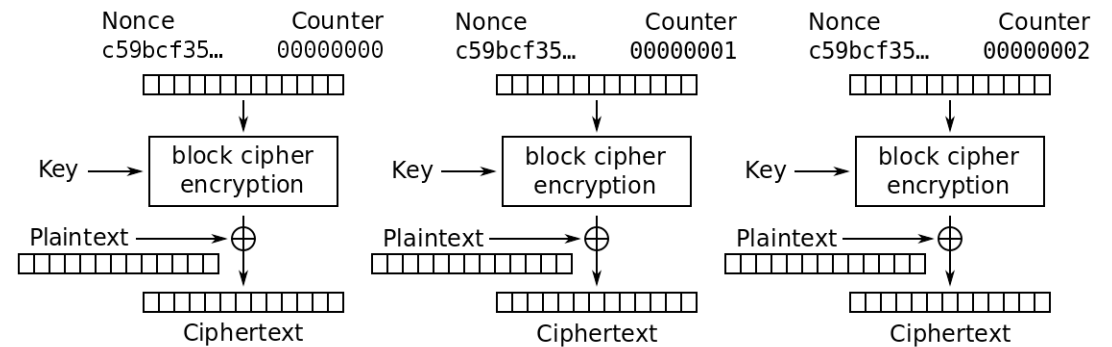 Nonce Counter Nonce Counter Nonce Counter
c59bcf35… 00000000 c59bcf35… 00000001 c59bcf35… 00000002
Key block cipher encryption Key block cipher encryption Key block cipher encryption
Plaintext Plaintext Plaintext
Ciphertext Ciphertext Ciphertext